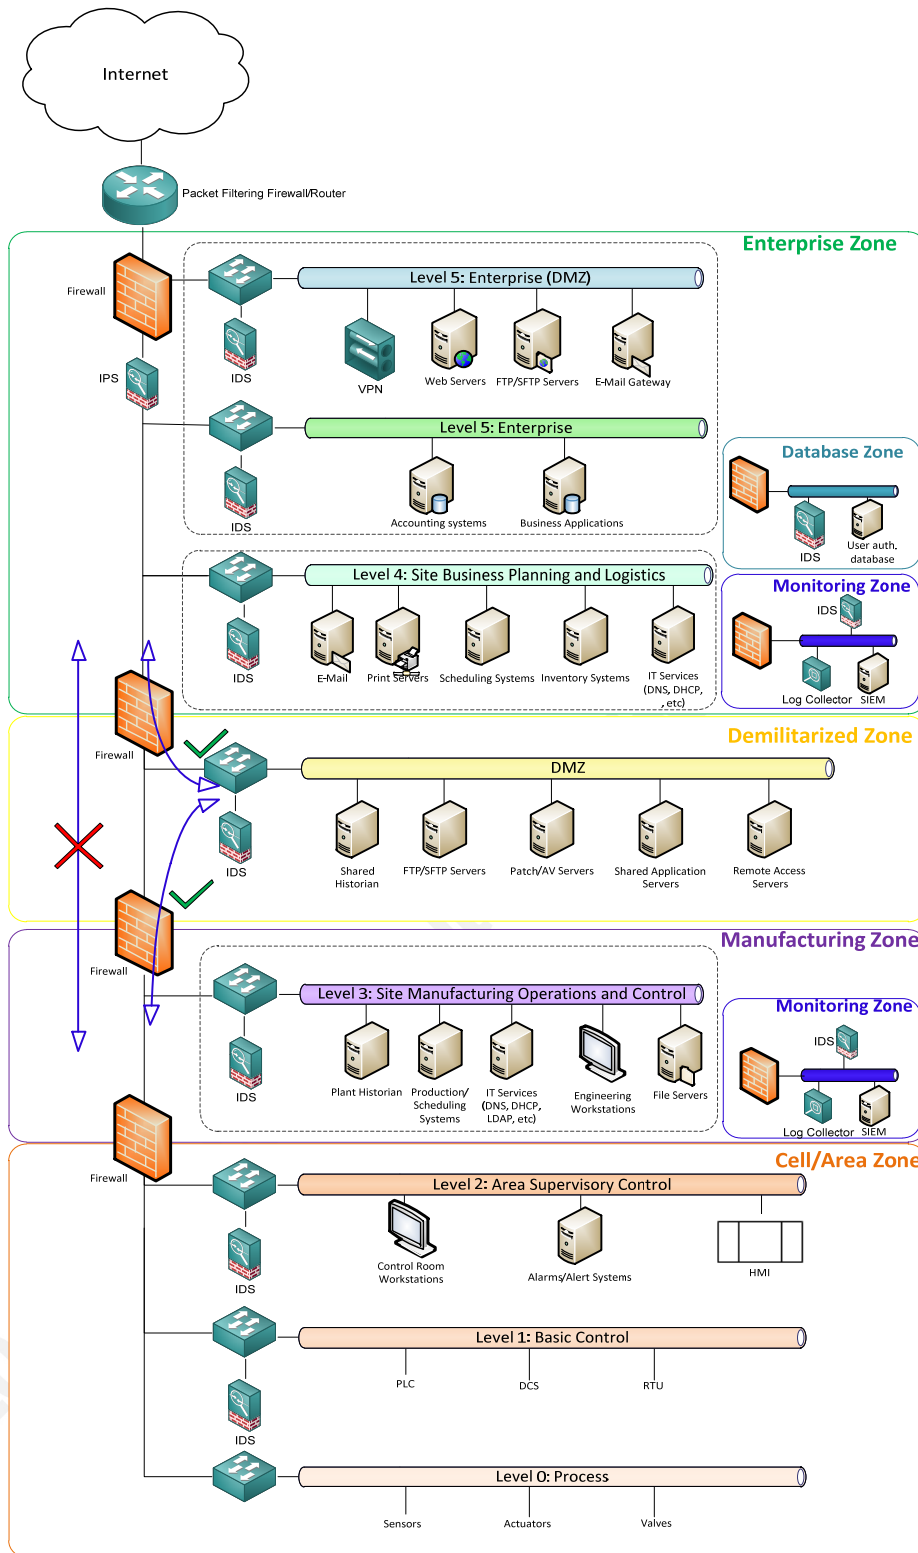 Internet
Packet Filtering Firewall/Router
Enterprise Zone
Firewall
Level 5: Enterprise (DMZ)
IPS
IDS
VPN
Web Servers
FTP/SFTP Servers
E-Mail Gateway
Level 5: Enterprise
IDS
Accounting systems
Business Applications
Database Zone
IDS
User auth.
database
Level 4: Site Business Planning and Logistics
IDS
E-Mail
Print Servers
Scheduling Systems
Inventory Systems
IT Services
(DNS, DHCP,
, etc)
Monitoring Zone
IDS
Log Collector
SIEM
Firewall
Demilitarized Zone
DMZ
IDS
Shared
Historian
FTP/SFTP Servers
Patch/AV Servers
Shared Application
Servers
Remote Access
Servers
Firewall
Manufacturing Zone
Level 3: Site Manufacturing Operations and Control
IDS
Plant Historian
Production/
Scheduling
Systems
IT Services
(DNS, DHCP,
LDAP, etc)
Engineering
Workstations
File Servers
Monitoring Zone
IDS
Log Collector
SIEM
Firewall
Cell/Area Zone
Level 2: Area Supervisory Control
IDS
Control Room
Workstations
Alarms/Alert Systems
HMI
Level 1: Basic Control
IDS
PLC
DCS
RTU
Level 0: Process
Sensors
Actuators
Valves